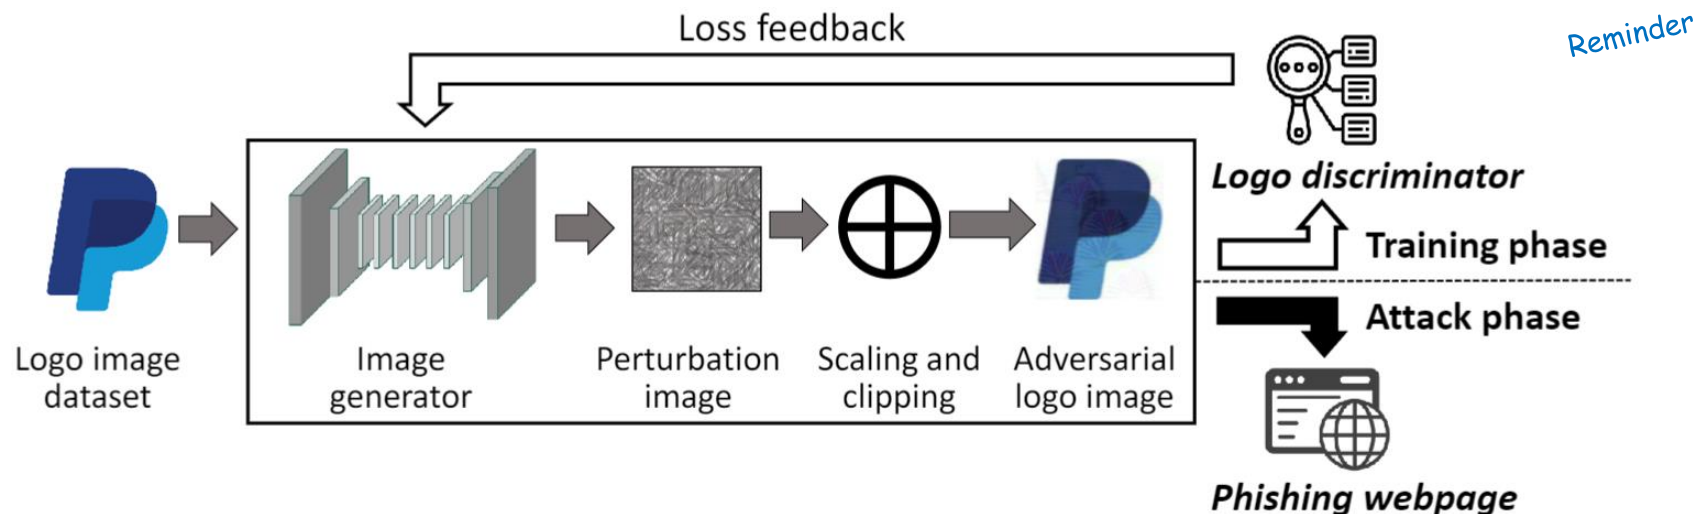 Loss feedback
Reminder
Logo discriminator
Training phase
Attack phase
Logo image
dataset
Image
generator
Perturbation
image
Scaling and
clipping
Adversarial
logo image
Phishing webpage